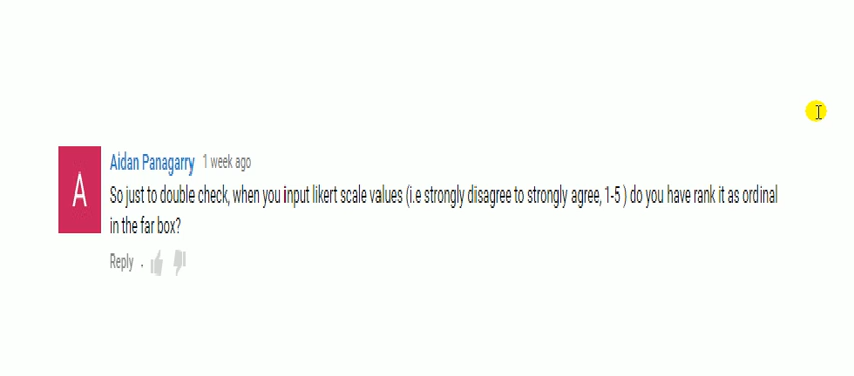 A
Aidan Panagarry 1 week ago
So just to double check, when you input likert scale values (i.e strongly disagree to strongly agree, 1-5 ) do you have rank it as ordinal
in the far box?
Reply .